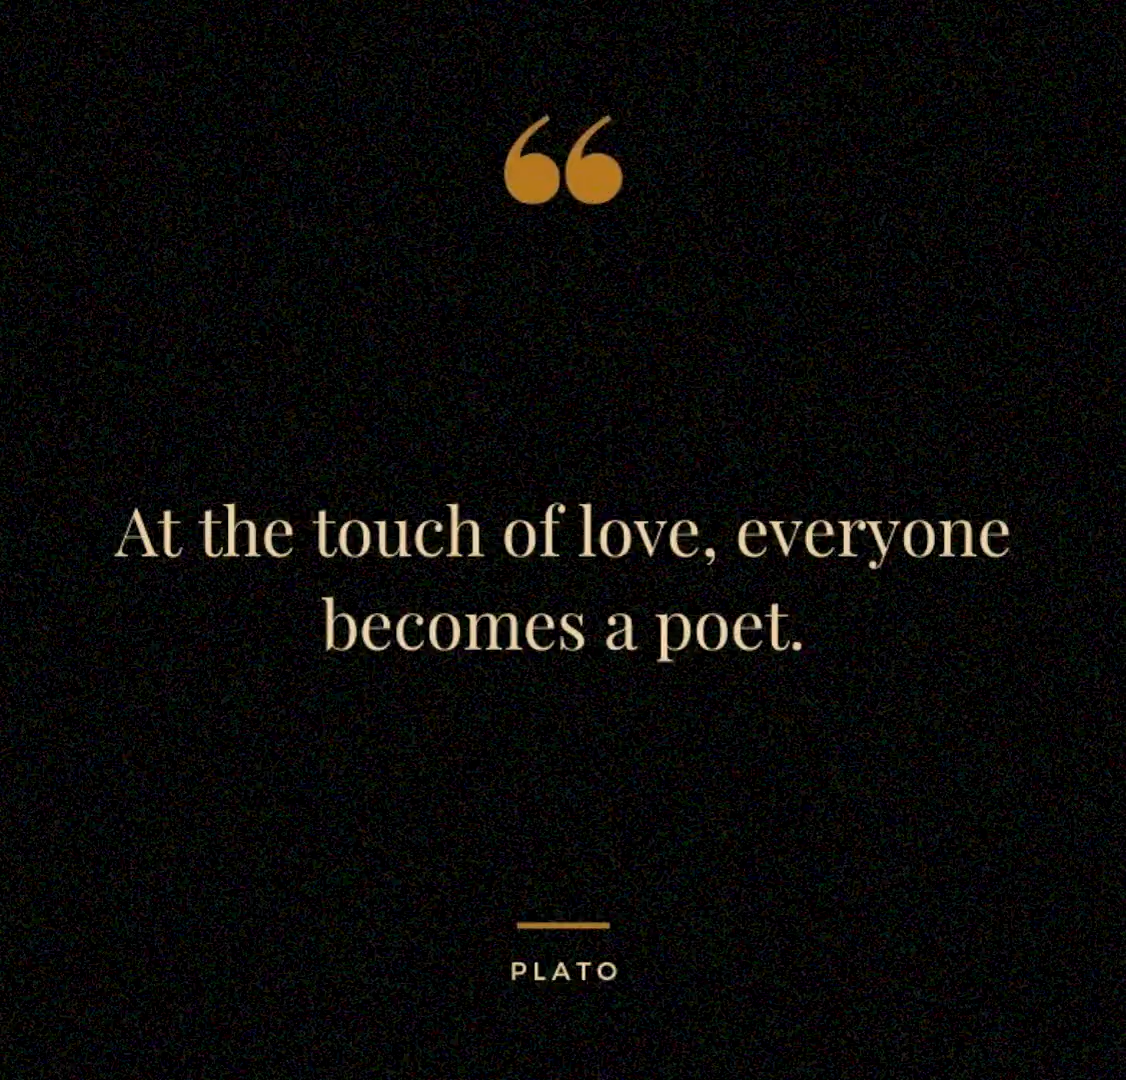 “
At the touch of love, everyone
becomes a poet.
PLATO